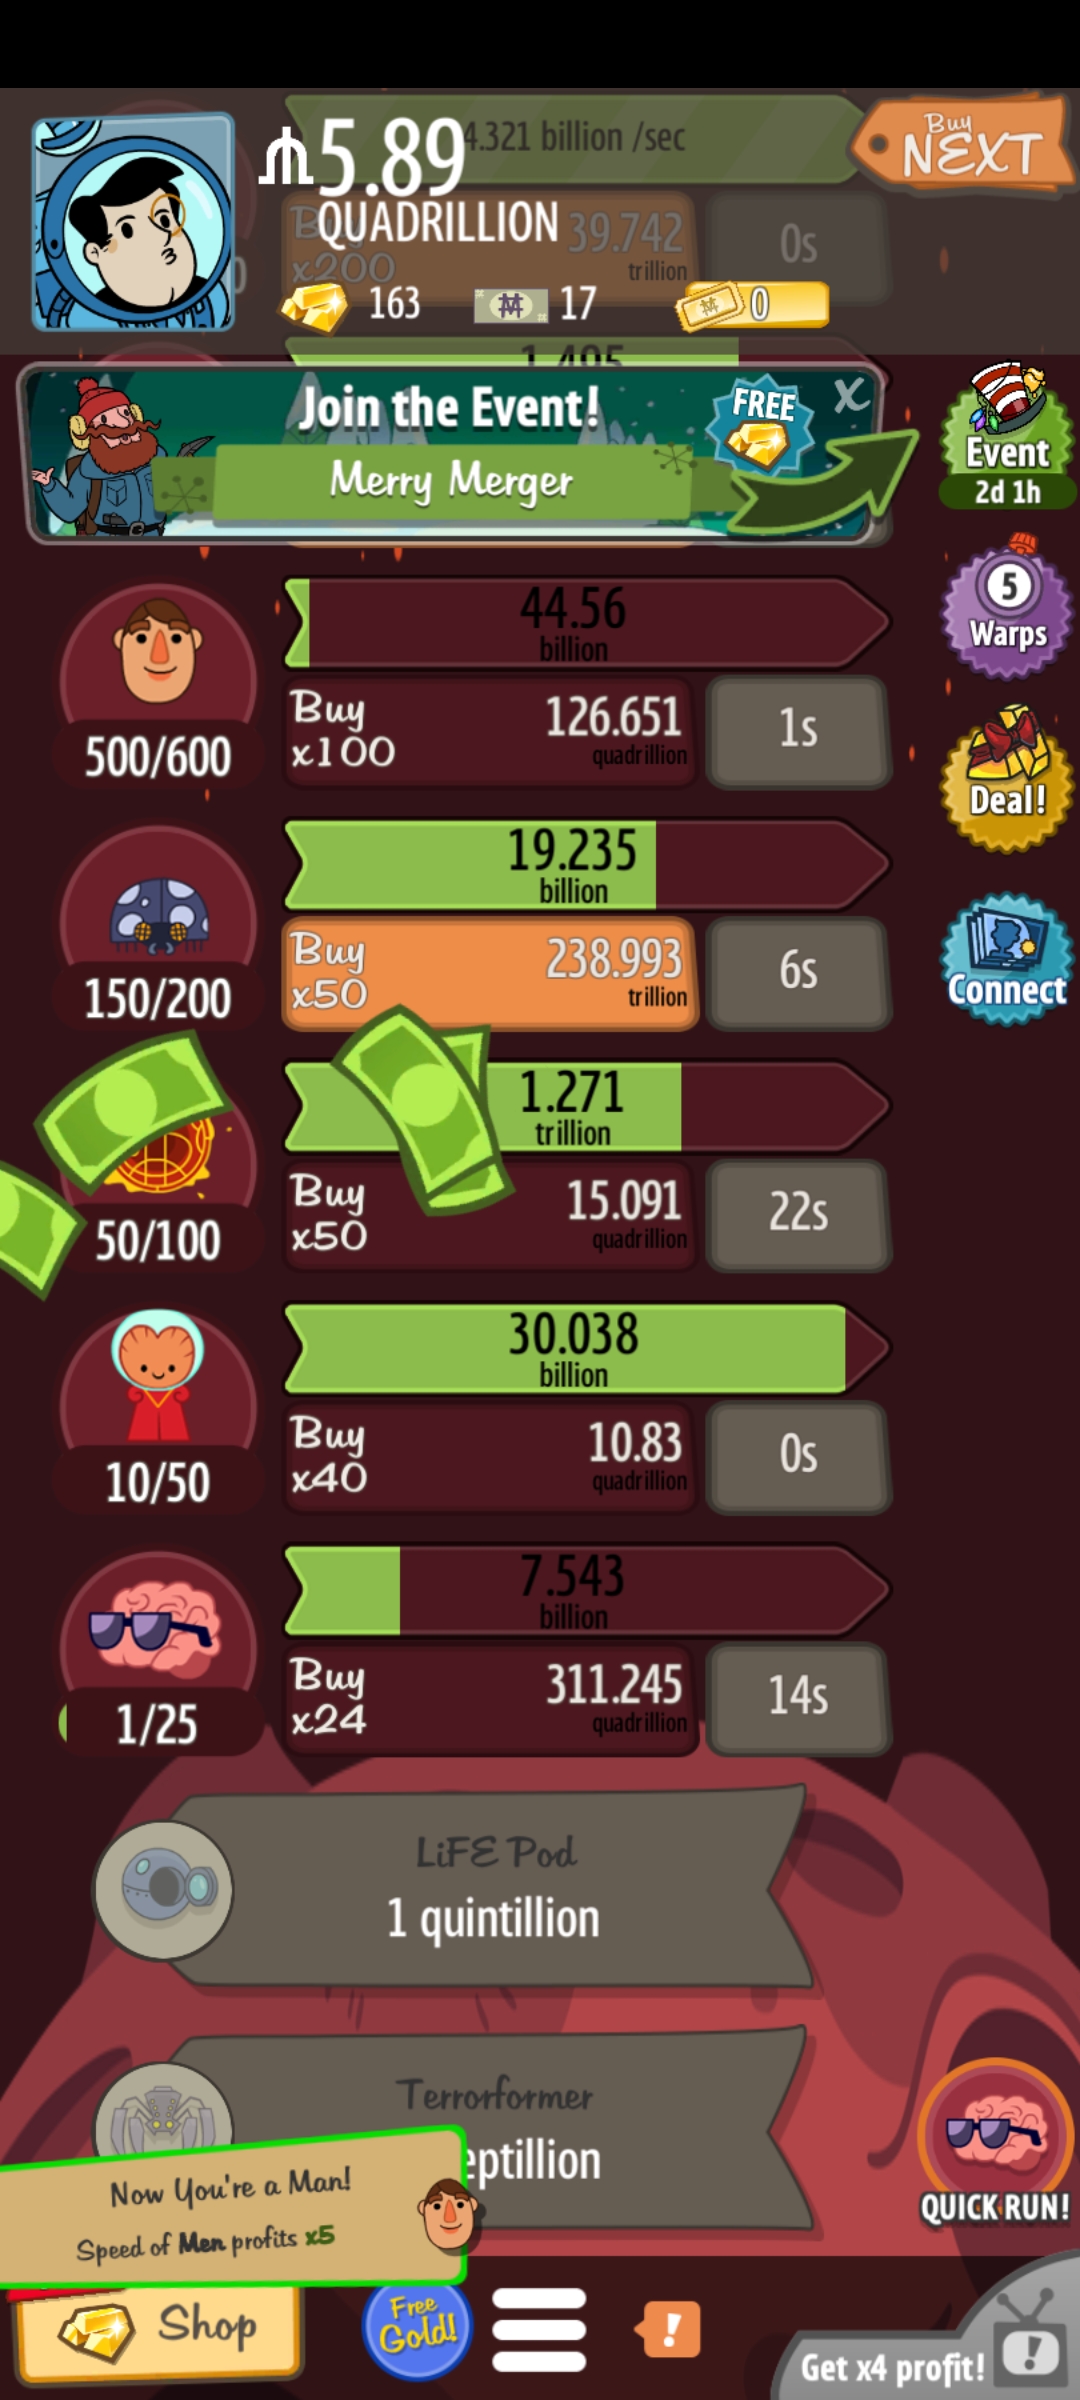 4.321 billion /sec
5.89
QUADRILLION
Buy
NEXT
Buy
x200
39.742
trillion
0s
163
17
0
1.495
Join the Event!
FREE
X
Merry Merger
Event
2d 1h
44.56
billion
5
Warps
Buy
x100
126.651
quadrillion
1s
500/600
Deal!
19.235
billion
Buy
x50
238.993
trillion
6s
150/200
Connect
1.271
trillion
Buy
x50
15.091
quadrillion
22s
50/100
30.038
billion
Buy
x40
10.83
quadrillion
0s
10/50
7.543
billion
Buy
x24
311.245
quadrillion
14s
1/25
LiFE Pod
1 quintillion
Terrorformer
eptillion
Now You're a Man!
Speed of Men profits x5
QUICK RUN!
Shop
Free
Gold!
!
Get x4 profit!
!